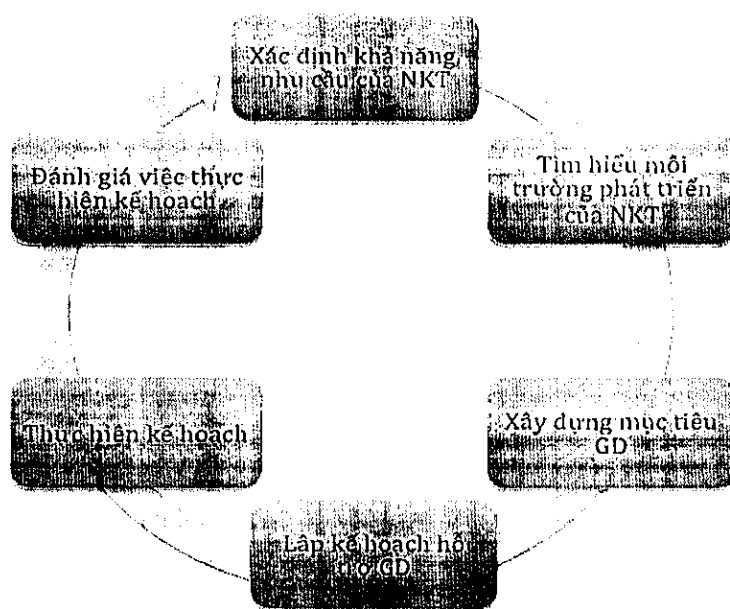 Xác định khả năng,
nhu cầu của NKT
Tìm hiểu môi
trường phát triển
của NKT
Xây dựng mục tiêu
GD
Lập kế hoạch hỗ
trợ GD
Thực hiện kế hoạch
Đánh giá việc thực
hiện kế hoạch